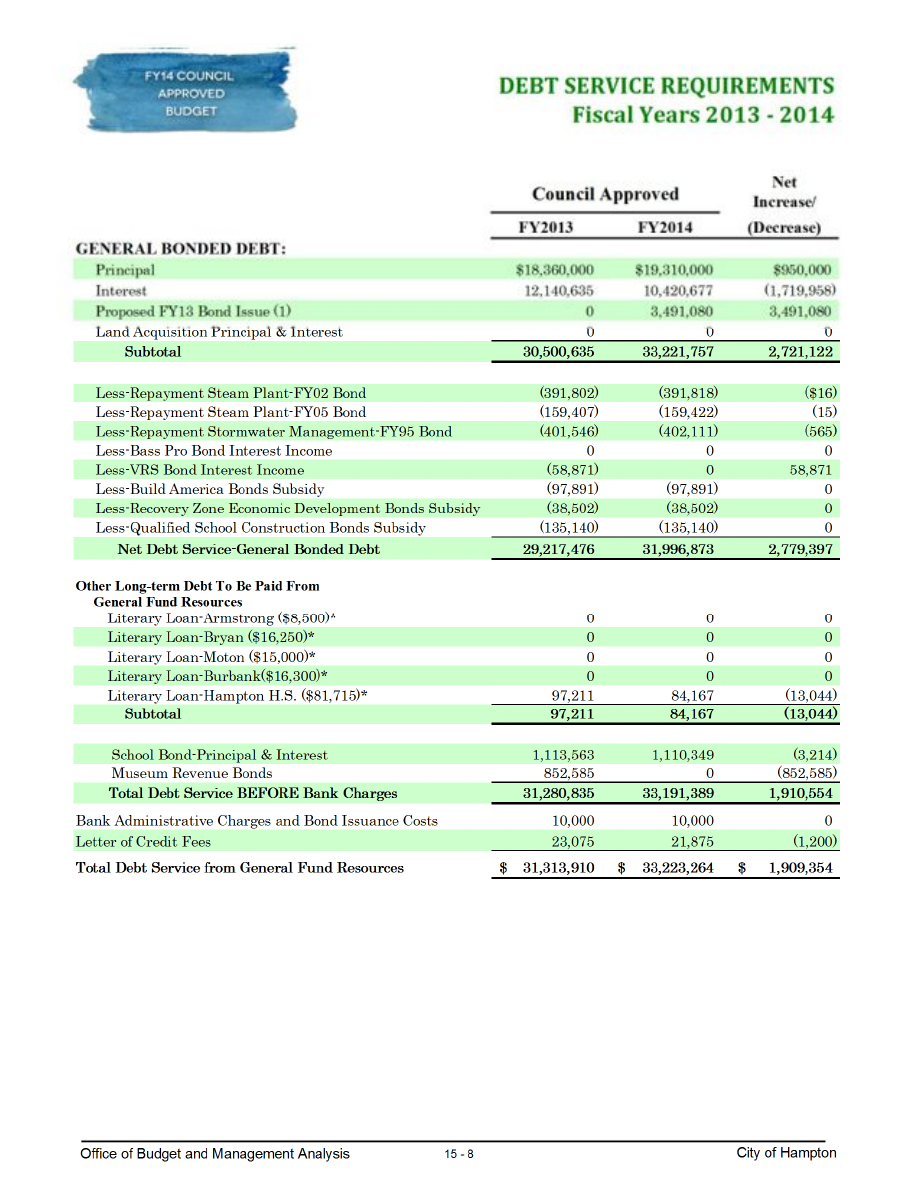 FY14 COUNCIL
APPROVED
BUDGET
DEBT SERVICE REQUIREMENTS
Fiscal Years 2013 - 2014
Council Approved Net Increase/
FY2013 FY2014 (Decrease)
GENERAL BONDED DEBT:
Principal $18,360,000 $19,310,000 $950,000
Interest 12,140,635 10,420,677 (1,719,958)
Proposed FY13 Bond Issue (1) 0 3,491,080 3,491,080
Land Acquisition Principal & Interest 0 0 0
Subtotal 30,500,635 33,221,757 2,721,122
Less-Repayment Steam Plant-FY02 Bond (391,802) (391,818) ($16)
Less-Repayment Steam Plant-FY05 Bond (159,407) (159,422) (15)
Less-Repayment Stormwater Management-FY95 Bond (401,546) (402,111) (565)
Less-Bass Pro Bond Interest Income 0 0 0
Less-VRS Bond Interest Income (58,871) 0 58,871
Less-Build America Bonds Subsidy (97,891) (97,891) 0
Less-Recovery Zone Economic Development Bonds Subsidy (38,502) (38,502) 0
Less-Qualified School Construction Bonds Subsidy (135,140) (135,140) 0
Net Debt Service-General Bonded Debt 29,217,476 31,996,873 2,779,397
Other Long-term Debt To Be Paid From
General Fund Resources
Literary Loan-Armstrong ($8,500)* 0 0 0
Literary Loan-Bryan ($16,250)* 0 0 0
Literary Loan-Moton ($15,000)* 0 0 0
Literary Loan-Burbank($16,300)* 0 0 0
Literary Loan-Hampton H.S. ($81,715)* 97,211 84,167 (13,044)
Subtotal 97,211 84,167 (13,044)
School Bond-Principal & Interest 1,113,563 1,110,349 (3,214)
Museum Revenue Bonds 852,585 0 (852,585)
Total Debt Service BEFORE Bank Charges 31,280,835 33,191,389 1,910,554
Bank Administrative Charges and Bond Issuance Costs 10,000 10,000 0
Letter of Credit Fees 23,075 21,875 (1,200)
Total Debt Service from General Fund Resources $ 31,313,910 $ 33,223,264 $ 1,909,354
Office of Budget and Management Analysis 15 - 8 City of Hampton